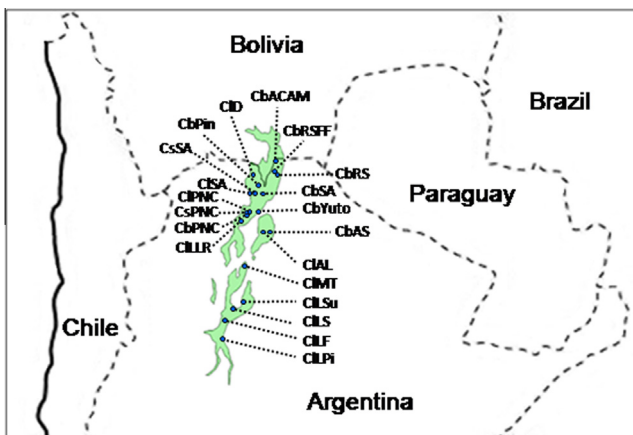 Bolivia
Brazil
CbACAM
ClD
CbPin
CbRSFF
CsSA
CbRS
ClSA
CbSA
ClPNC
CsPNC
CbYuto
CbPNC
CbAS
ClLLR
Paraguay
ClAL
ClMT
ClLSu
ClLS
Chile
ClLF
ClLPi
Argentina